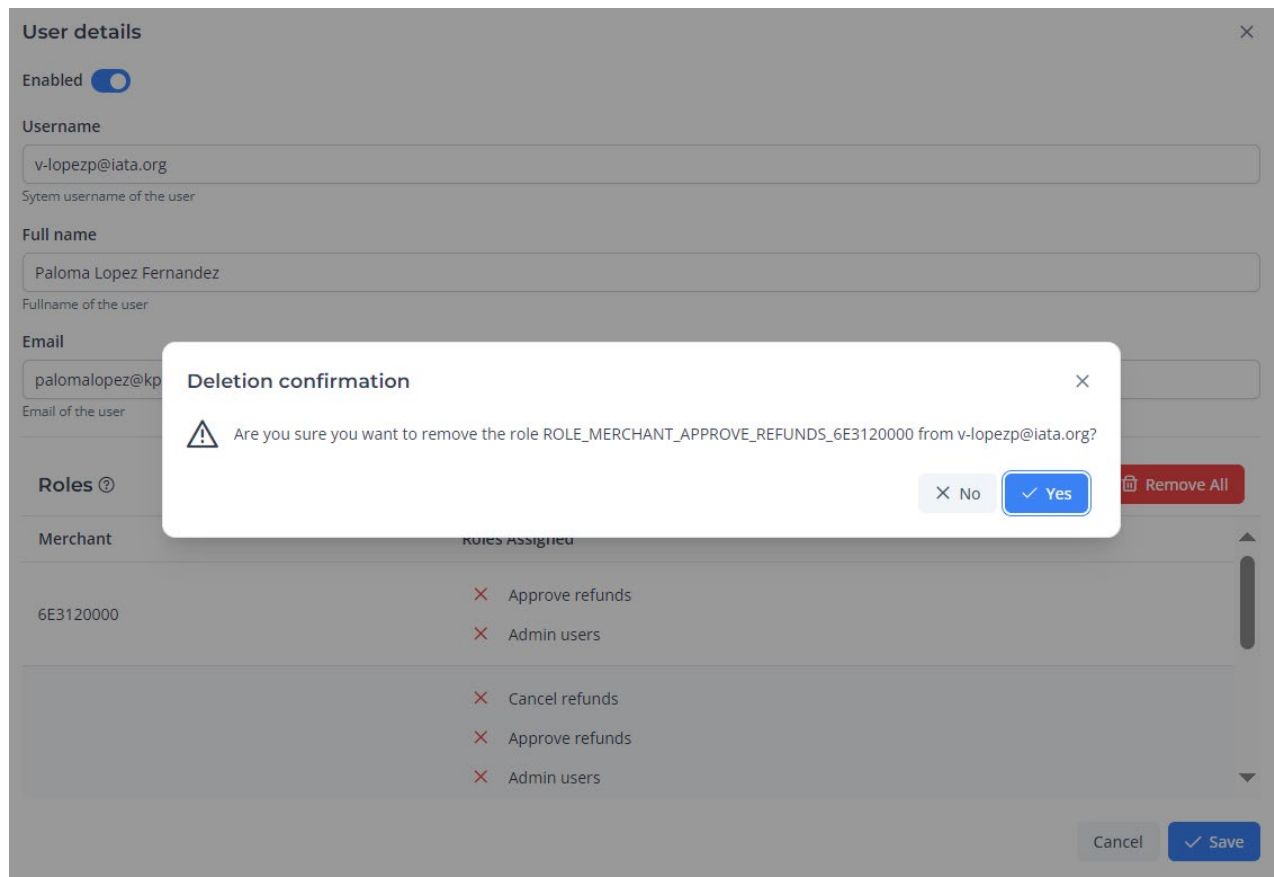 User details
Enabled
Username
v-lopezp@iata.org
Sytem username of the user
Full name
Paloma Lopez Fernandez
Fullname of the user
Email
palomalopez@kp
Email of the user
Deletion confirmation
Are you sure you want to remove the role ROLE_MERCHANT_APPROVE_REFUNDS_6E3120000 from v-lopezp@iata.org?
No Yes
Roles Remove All
Merchant Roles Assigned
6E3120000
Approve refunds
Admin users
Cancel refunds
Approve refunds
Admin users
Cancel Save